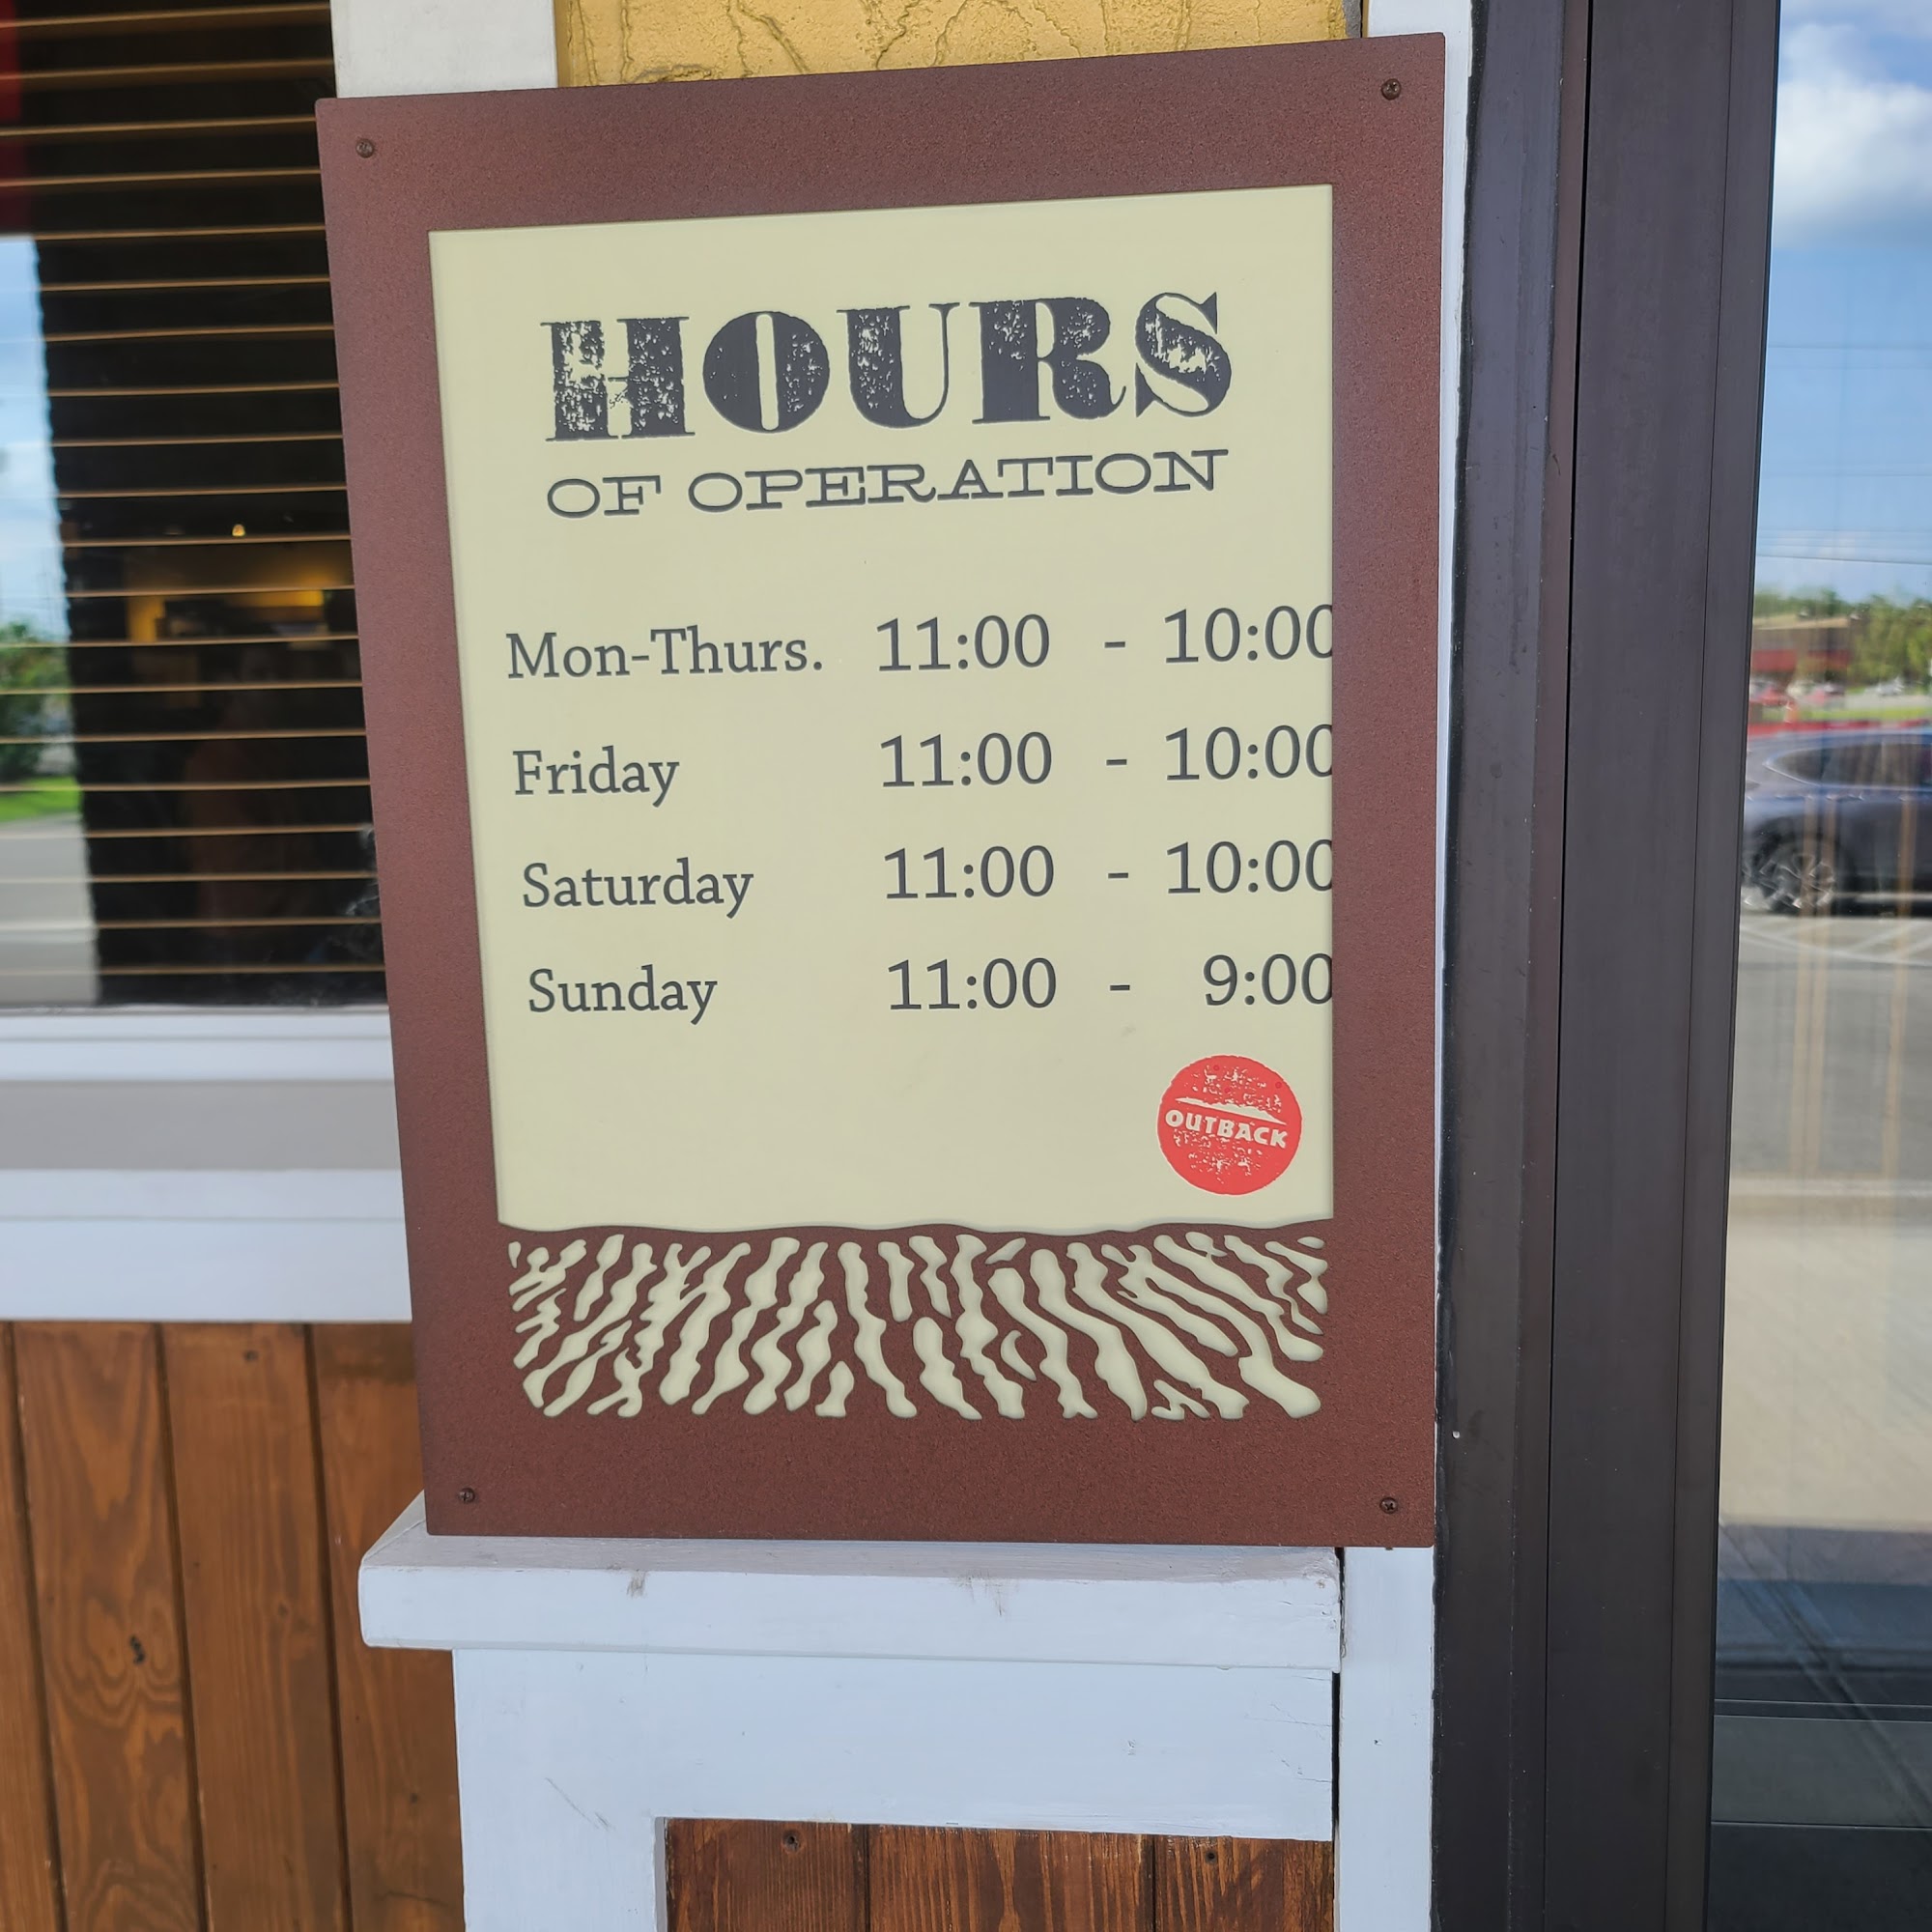 HOURS
OF OPERATION
Mon-Thurs. 11:00 - 10:00
Friday 11:00 - 10:00
Saturday 11:00 - 10:00
Sunday 11:00 - 9:00
OUTBACK